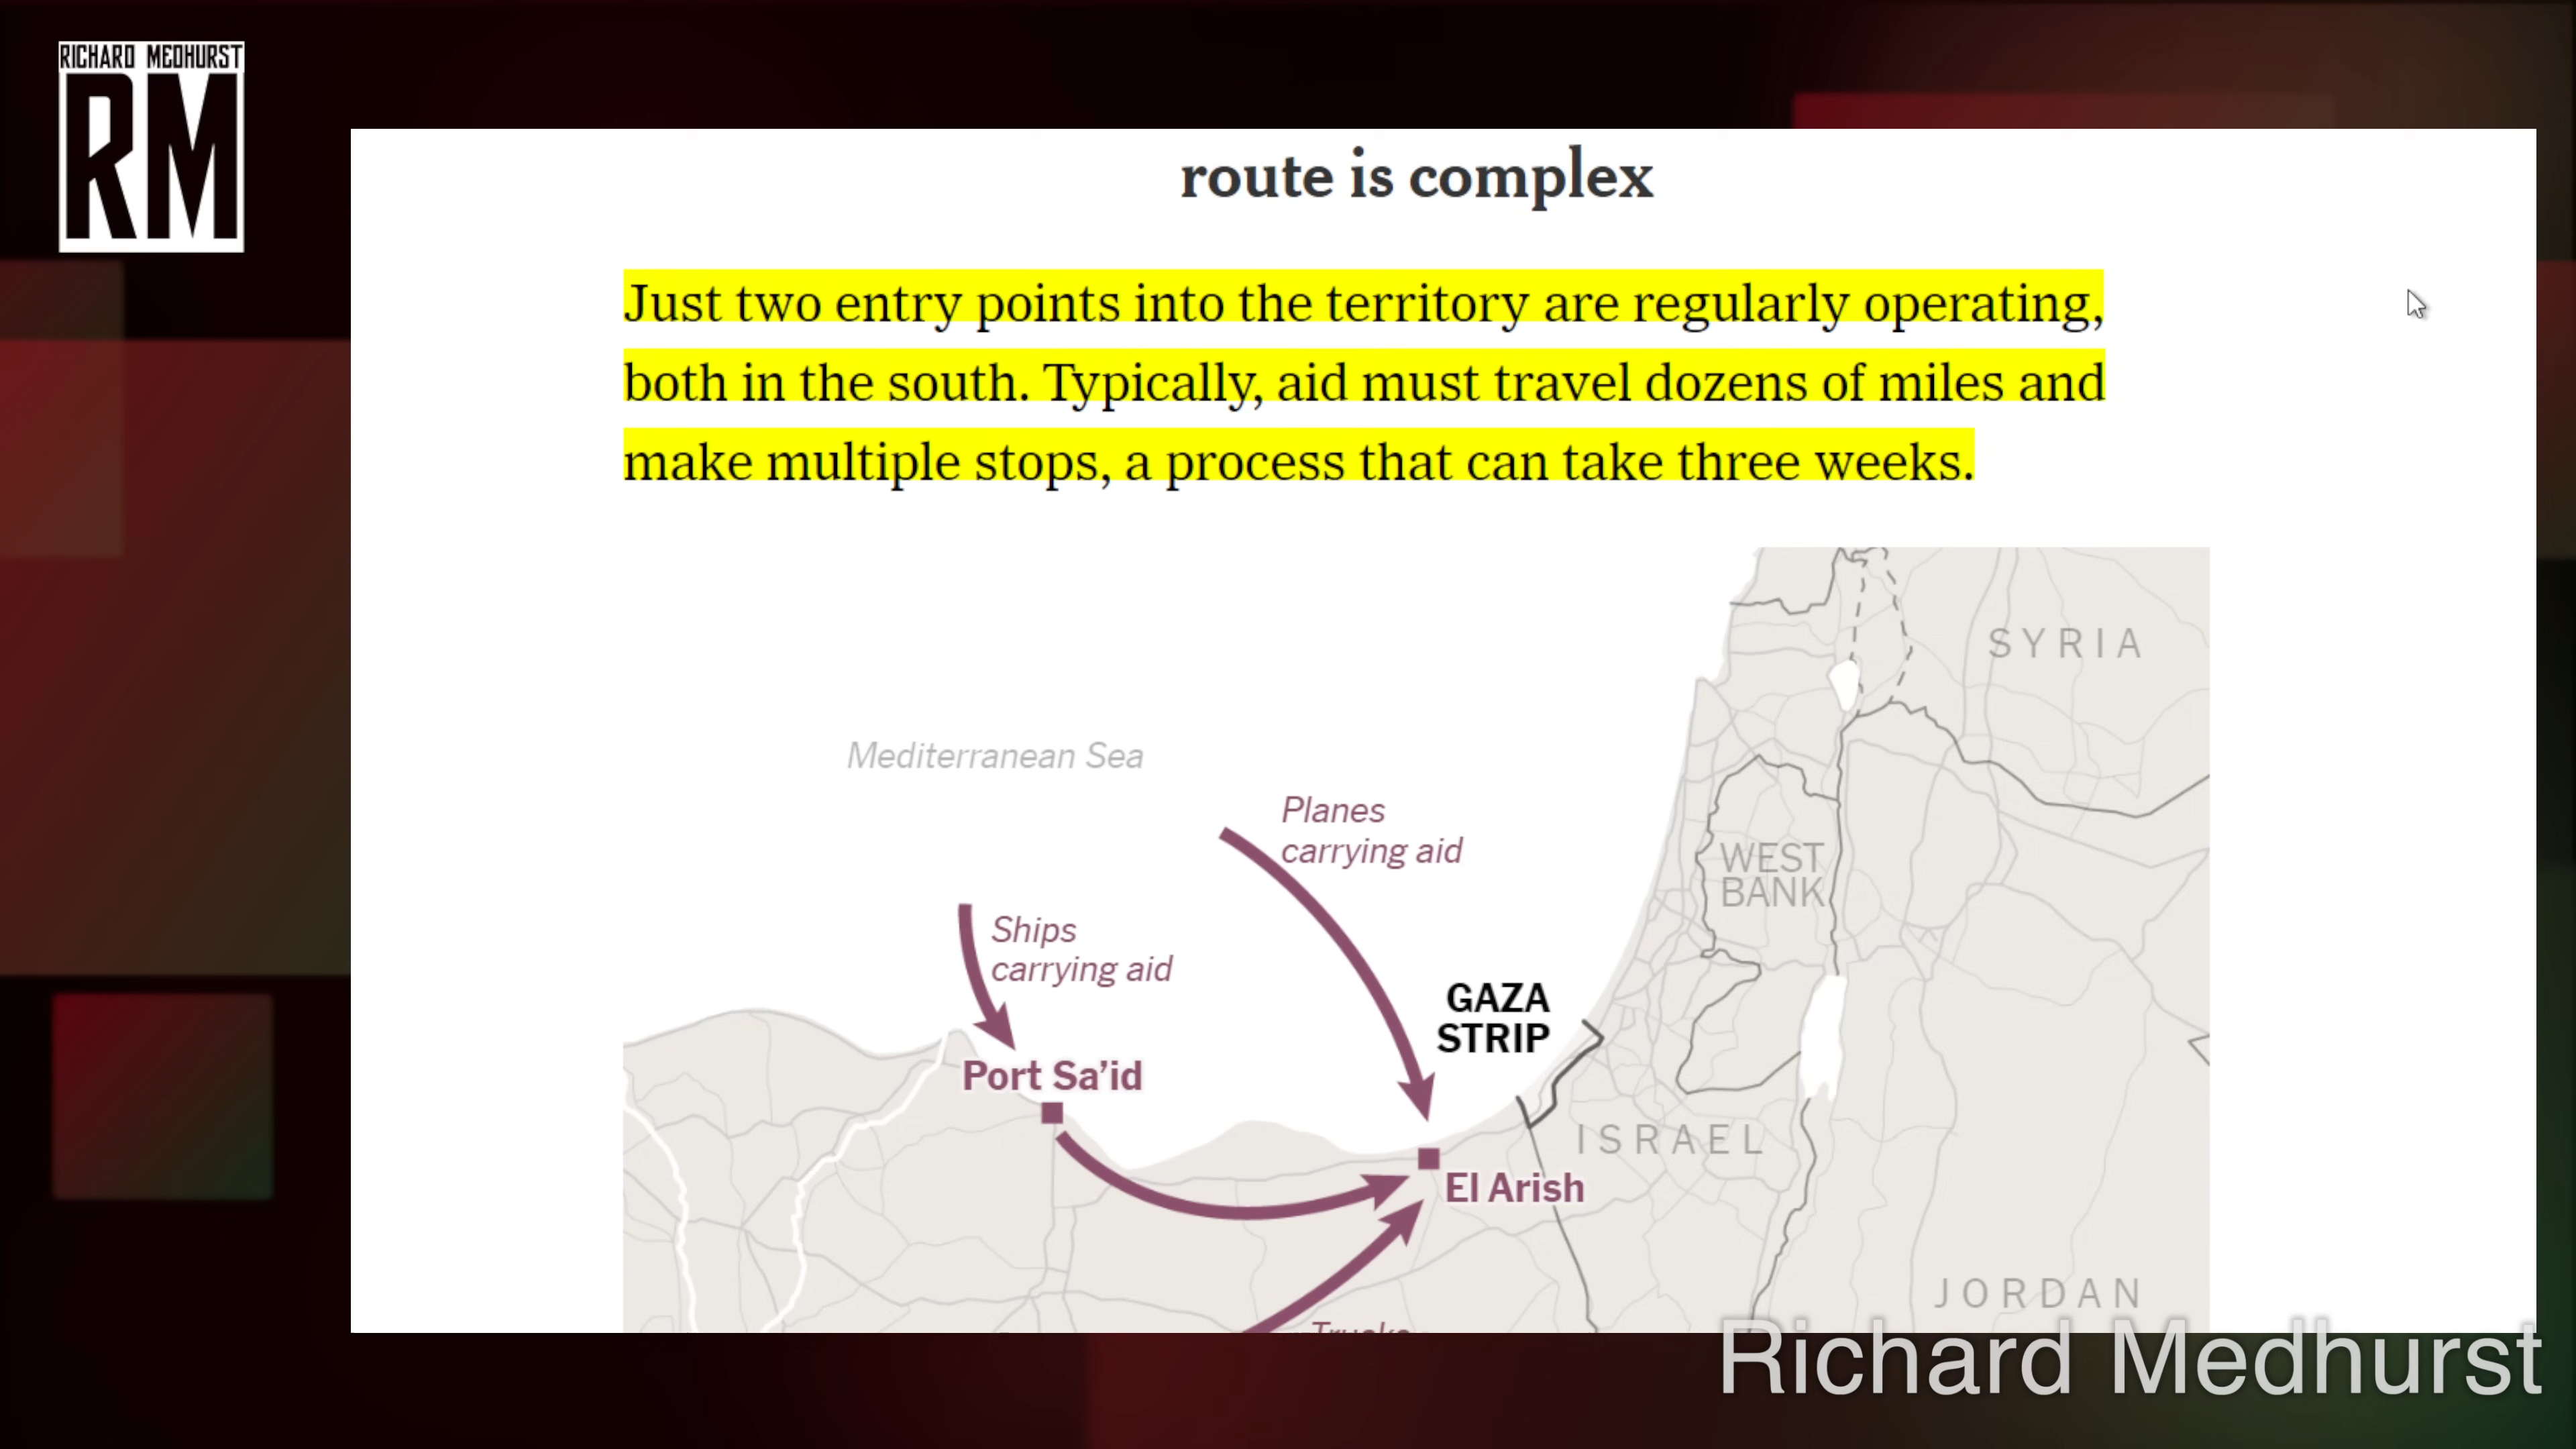 RICHARD MEDHURST
RM
route is complex
Just two entry points into the territory are regularly operating,
both in the south. Typically, aid must travel dozens of miles and
make multiple stops, a process that can take three weeks.
SYRIA
Mediterranean Sea
Planes
carrying aid
WEST
BANK
Ships
carrying aid
GAZA
STRIP
Port Sa’id
ISRAEL
El Arish
JORDAN
Trucks
Richard Medhurst